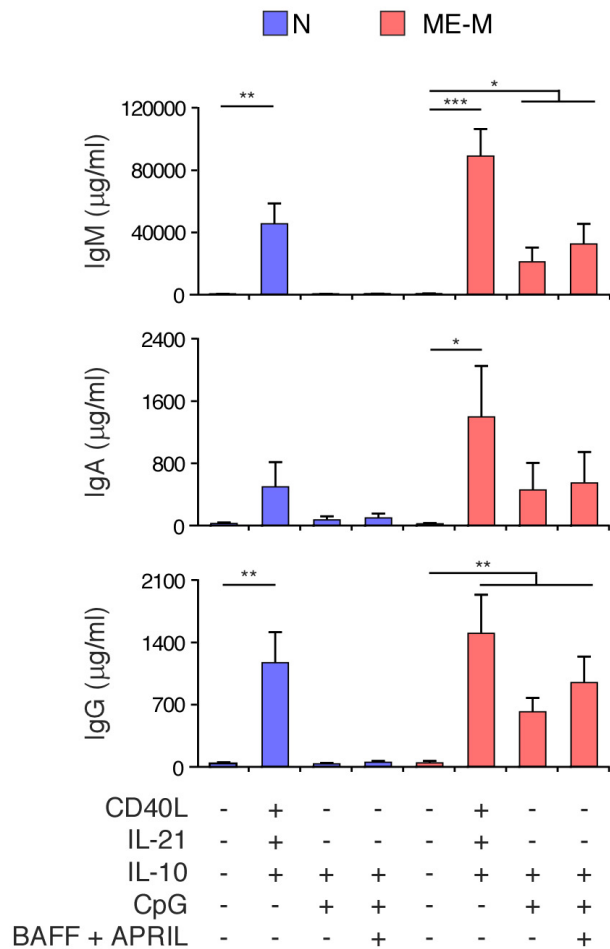 N ME-M
* 
** ***
120000
80000
40000
0
IgM (μg/ml)
*
2400
1600
800
0
IgA (μg/ml)
** **
2100
1400
700
0
IgG (μg/ml)
CD40L - + - - - + - -
IL-21 - + - - - + - -
IL-10 - + + + - + + +
CpG - - + + - - + +
BAFF + APRIL - - - + - - - +